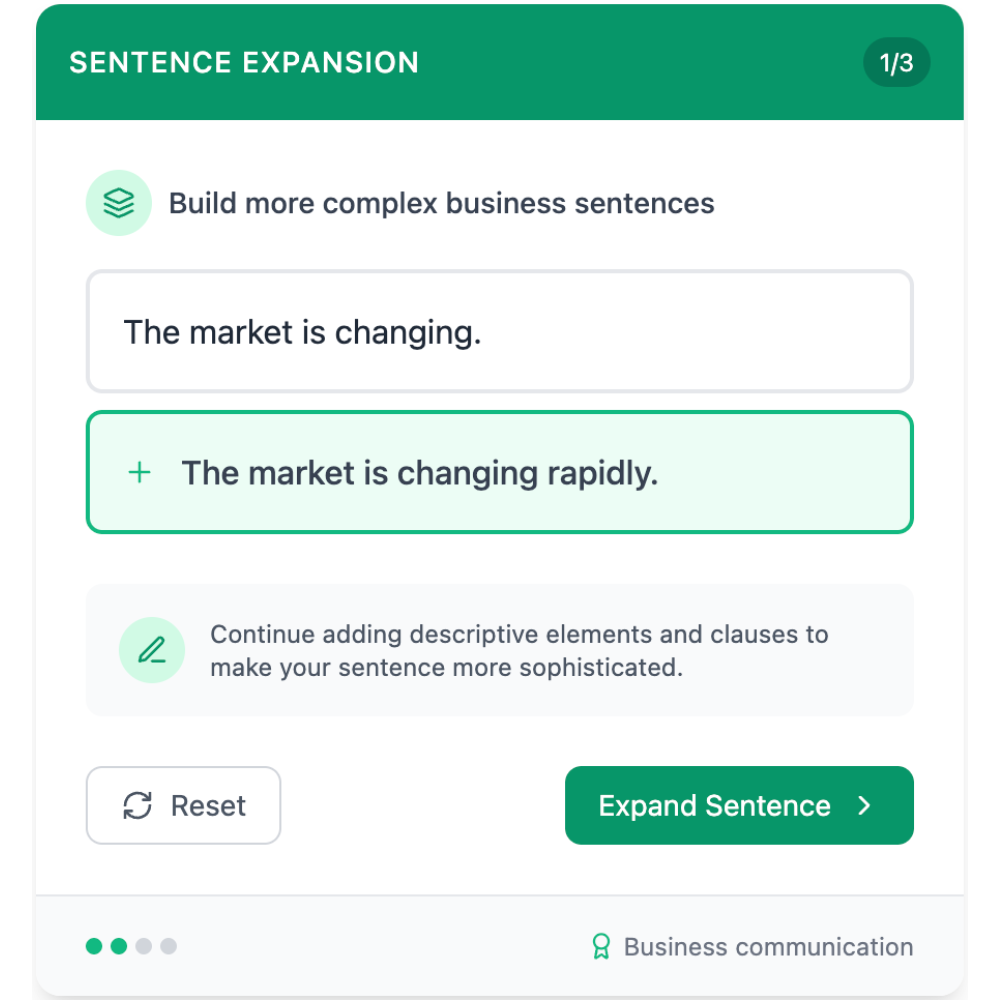 SENTENCE EXPANSION
1/3
Build more complex business sentences
The market is changing.
+ The market is changing rapidly.
Continue adding descriptive elements and clauses to
make your sentence more sophisticated.
Reset
Expand Sentence
Business communication